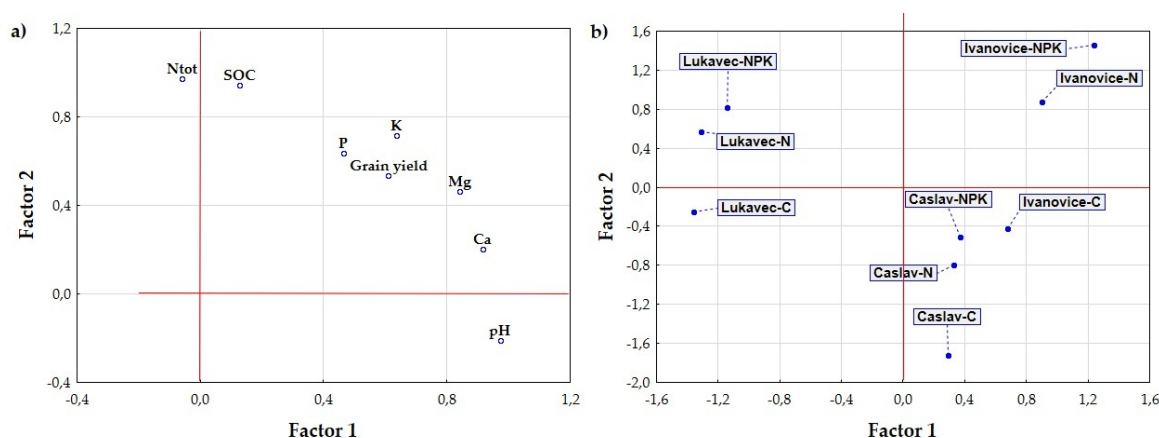 a)
1,2
0,8
0,4
0,0
-0,4
Factor 2
Ntot
SOC
K
P
Grain yield
Mg
Ca
pH
-0,4 0,0 0,4 0,8 1,2
Factor 1
b)
1,6
1,2
0,8
0,4
0,0
-0,4
-0,8
-1,2
-1,6
-2,0
Factor 2
Ivanovice-NPK
Lukavec-NPK
Ivanovice-N
Lukavec-N
Caslav-NPK
Ivanovice-C
Lukavec-C
Caslav-N
Caslav-C
-1,6 -1,2 -0,8 -0,4 0,0 0,4 0,8 1,2 1,6
Factor 1